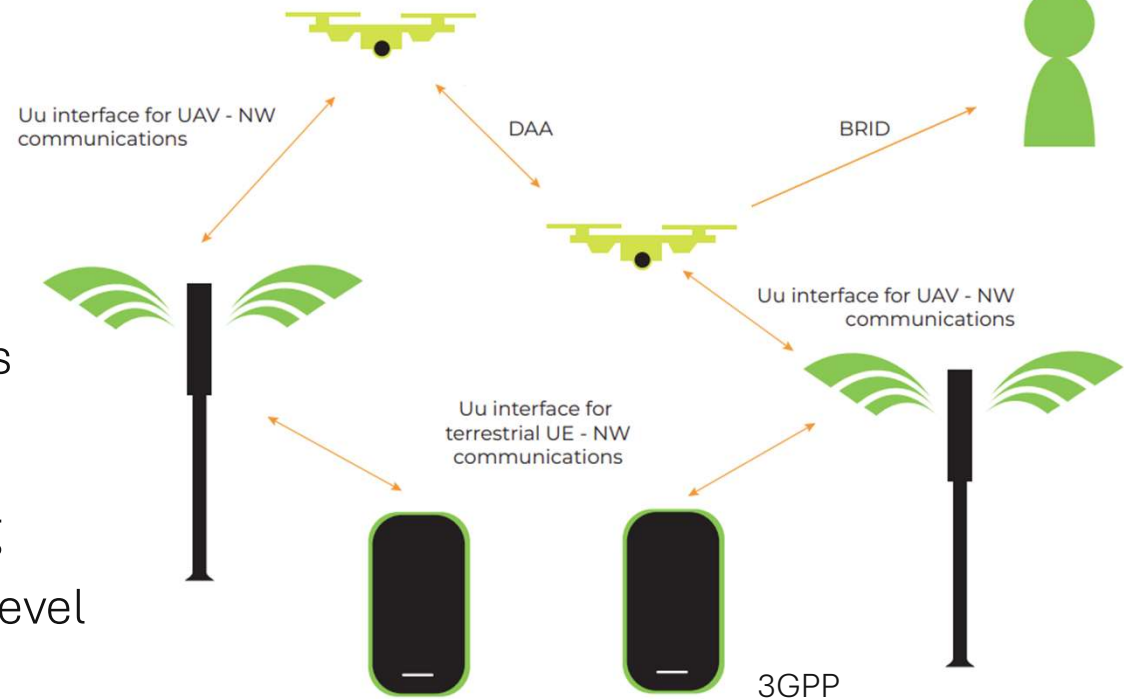 Uu interface for UAV - NW
communications
DAA
BRID
Uu interface for UAV - NW
communications
s
Uu interface for
terrestrial UE - NW
communications
g
evel
3GPP